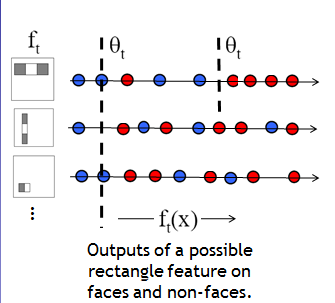 f_t
θ_t
θ_t
⋮
f_t(x)
Outputs of a possible
rectangle feature on
faces and non-faces.